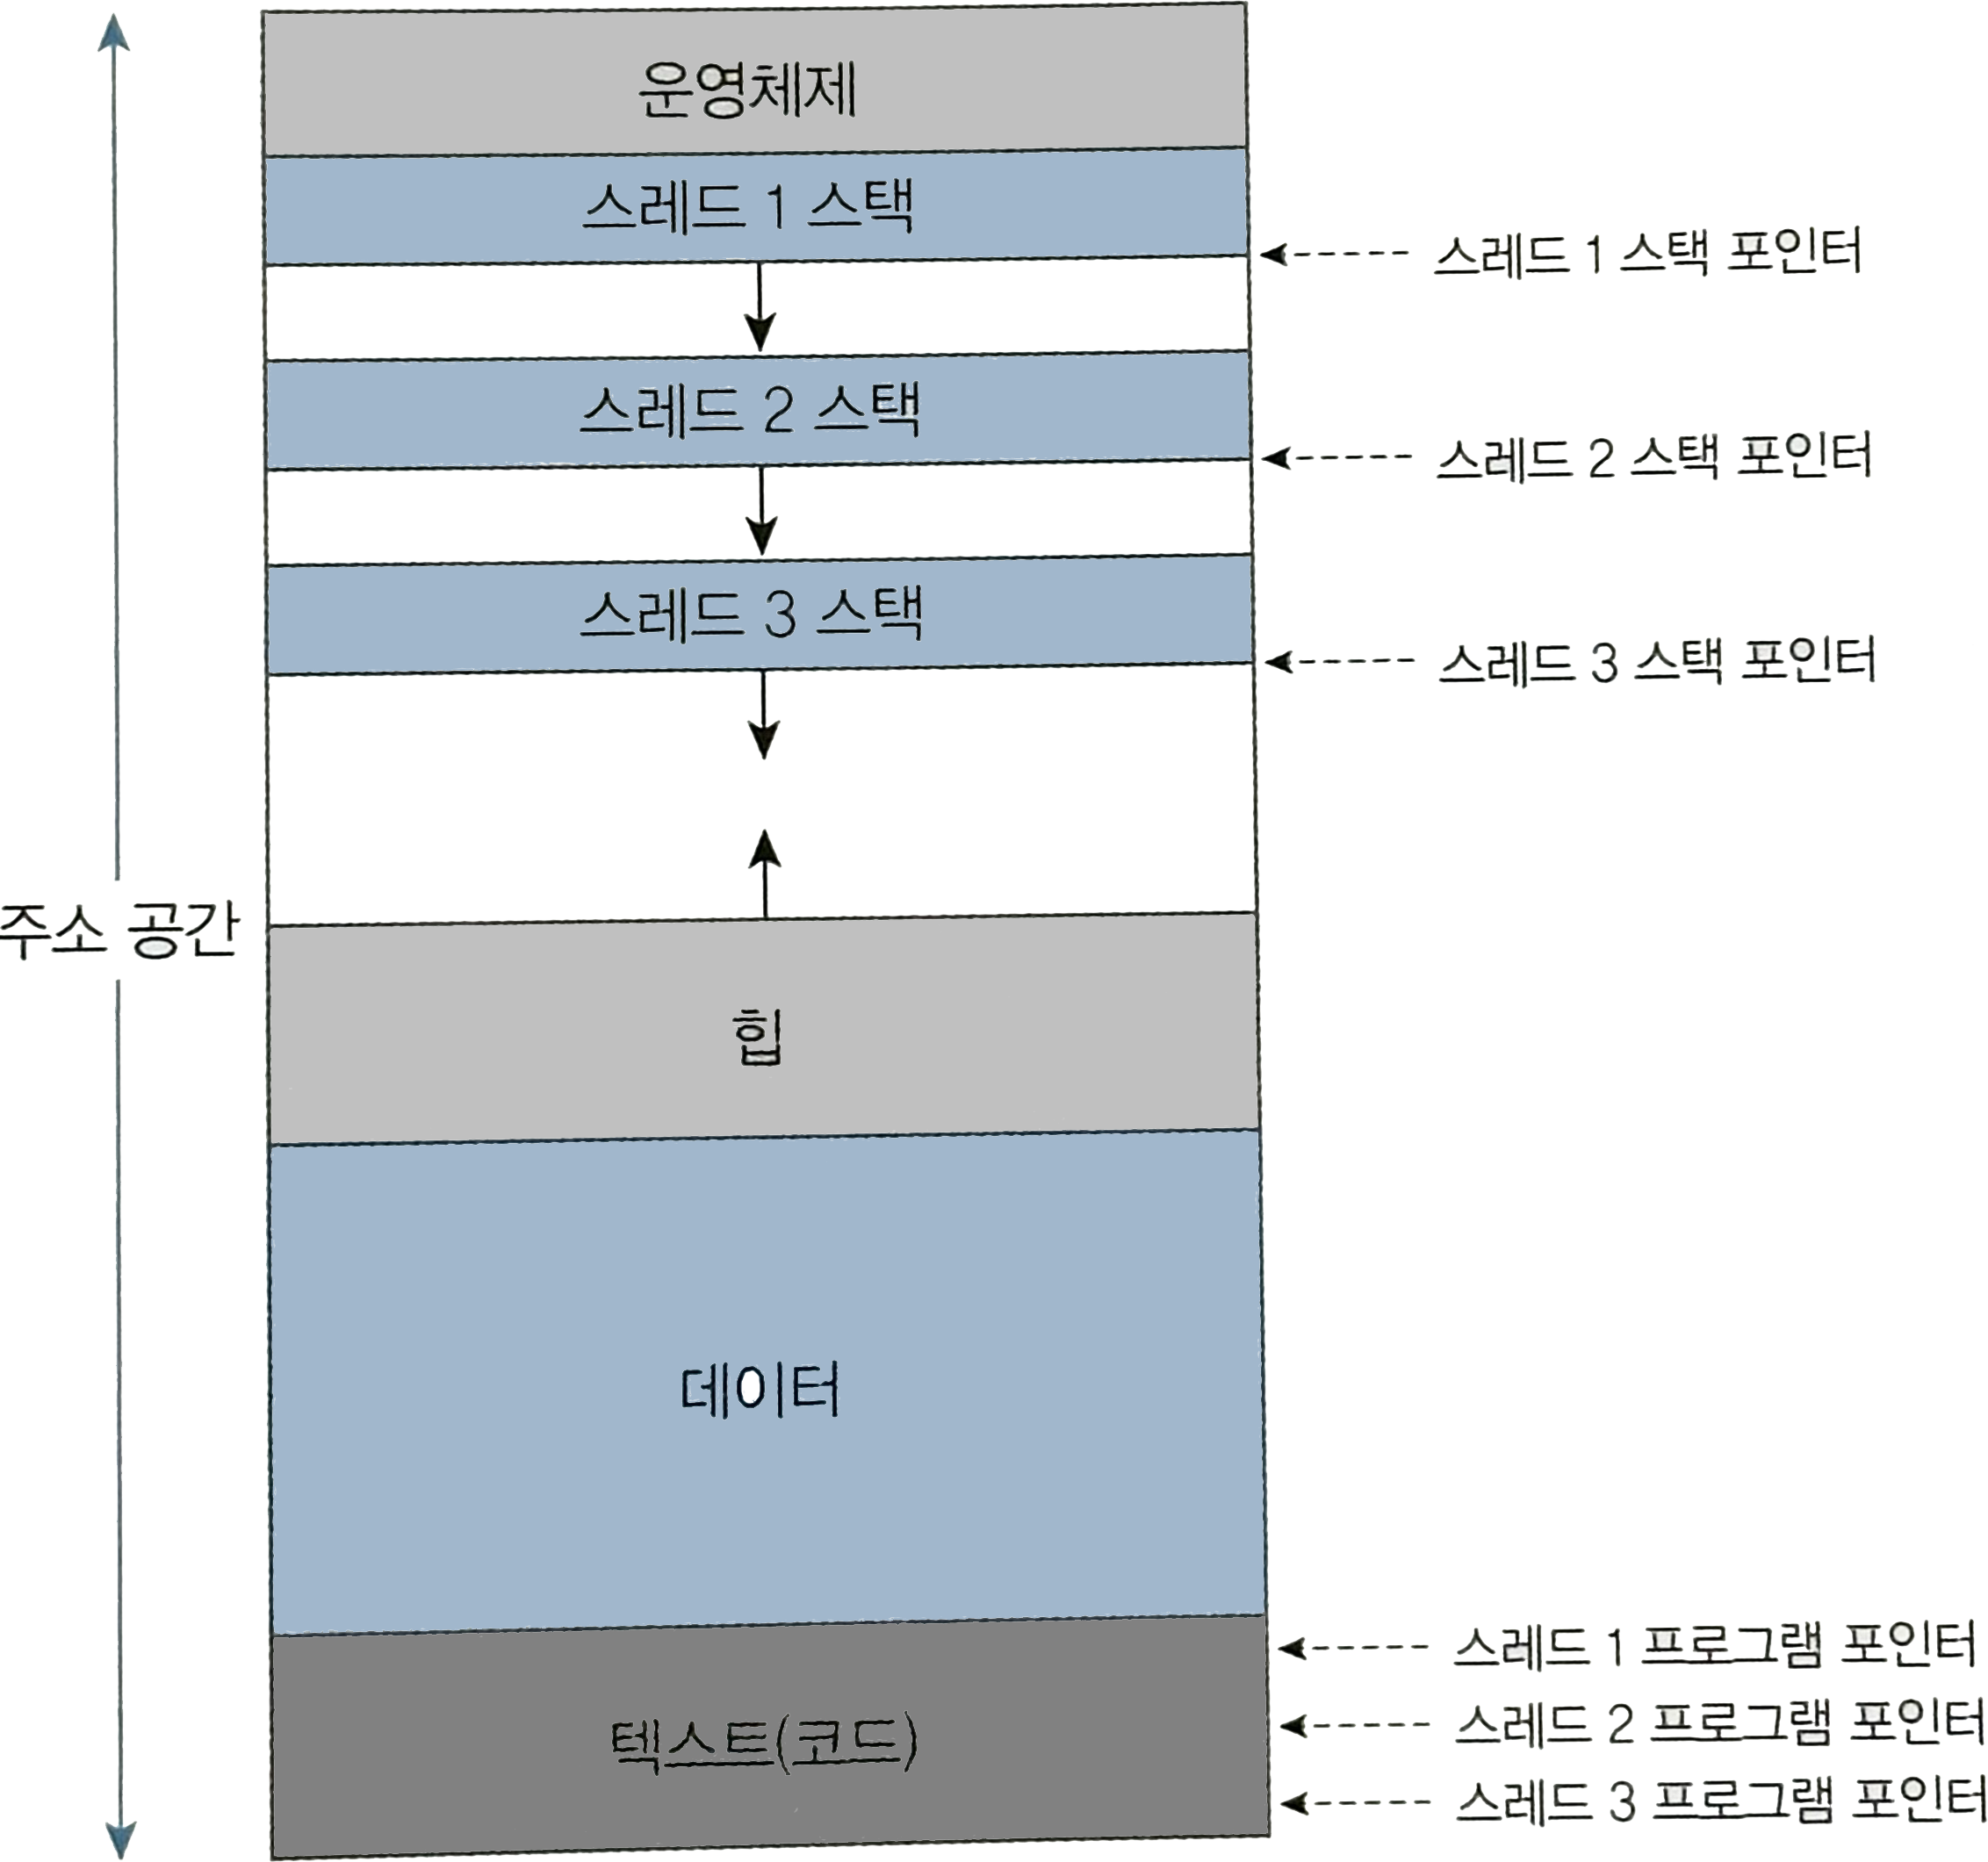 운영체제
스레드 1 스택
스레드 1 스택 포인터
스레드 2 스택
스레드 2 스택 포인터
스레드 3 스택
스레드 3 스택 포인터
주소 공간
힙
데이터
스레드 1 프로그램 포인터
텍스트(코드)
스레드 2 프로그램 포인터
스레드 3 프로그램 포인터